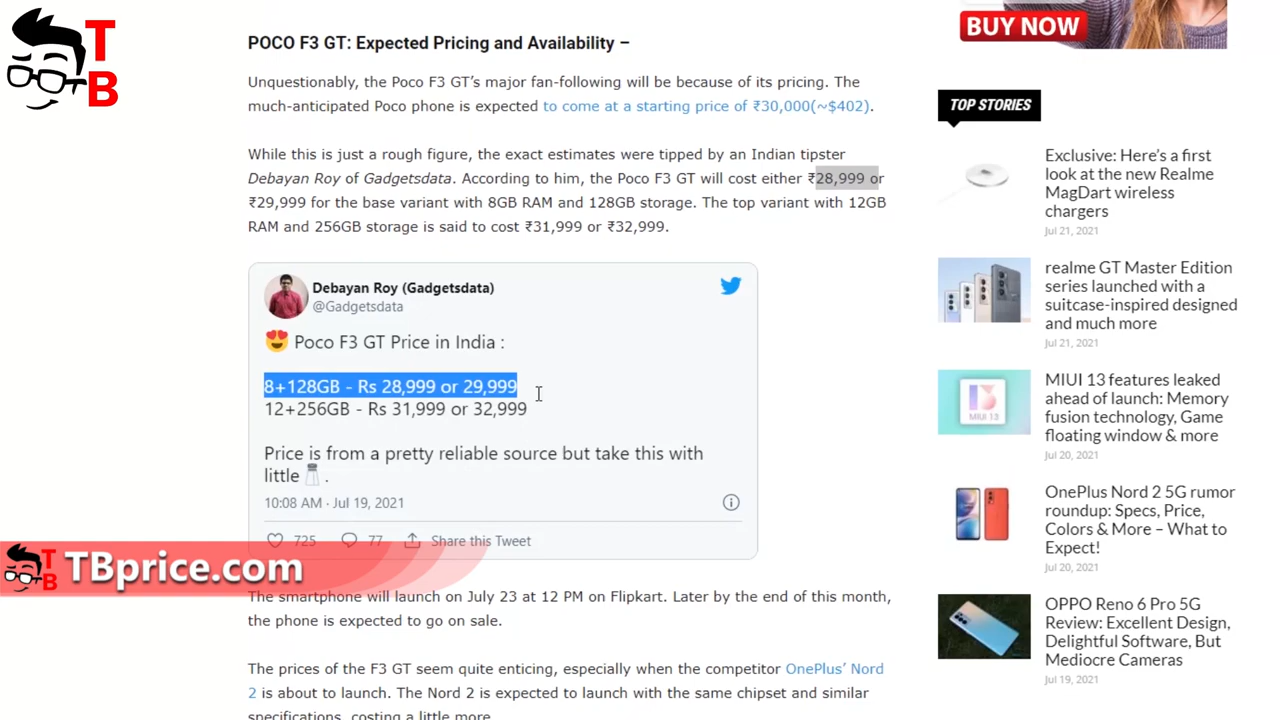 TB
BUY NOW
POCO F3 GT: Expected Pricing and Availability –
Unquestionably, the Poco F3 GT's major fan-following will be because of its pricing. The
much-anticipated Poco phone is expected to come at a starting price of ₹30,000(~$402).
While this is just a rough figure, the exact estimates were tipped by an Indian tipster
Debayan Roy of Gadgetsdata. According to him, the Poco F3 GT will cost either ₹28,999 or
₹29,999 for the base variant with 8GB RAM and 128GB storage. The top variant with 12GB
RAM and 256GB storage is said to cost ₹31,999 or ₹32,999.
Debayan Roy (Gadgetsdata)
@Gadgetsdata
😍 Poco F3 GT Price in India :
8+128GB - Rs 28,999 or 29,999
12+256GB - Rs 31,999 or 32,999
Price is from a pretty reliable source but take this with
little 🧂 .
10:08 AM · Jul 19, 2021
725 77 Share this Tweet
TB TBprice.com
The smartphone will launch on July 23 at 12 PM on Flipkart. Later by the end of this month,
the phone is expected to go on sale.
The prices of the F3 GT seem quite enticing, especially when the competitor OnePlus' Nord
2 is about to launch. The Nord 2 is expected to launch with the same chipset and similar
specifications, costing a little more.
TOP STORIES
Exclusive: Here's a first
look at the new Realme
MagDart wireless
chargers
Jul 21, 2021
realme GT Master Edition
series launched with a
suitcase-inspired designed
and much more
Jul 21, 2021
MIUI 13
MIUI 13 features leaked
ahead of launch: Memory
fusion technology, Game
floating window & more
Jul 20, 2021
OnePlus Nord 2 5G rumor
roundup: Specs, Price,
Colors & More – What to
Expect!
Jul 20, 2021
OPPO Reno 6 Pro 5G
Review: Excellent Design,
Delightful Software, But
Mediocre Cameras
Jul 19, 2021